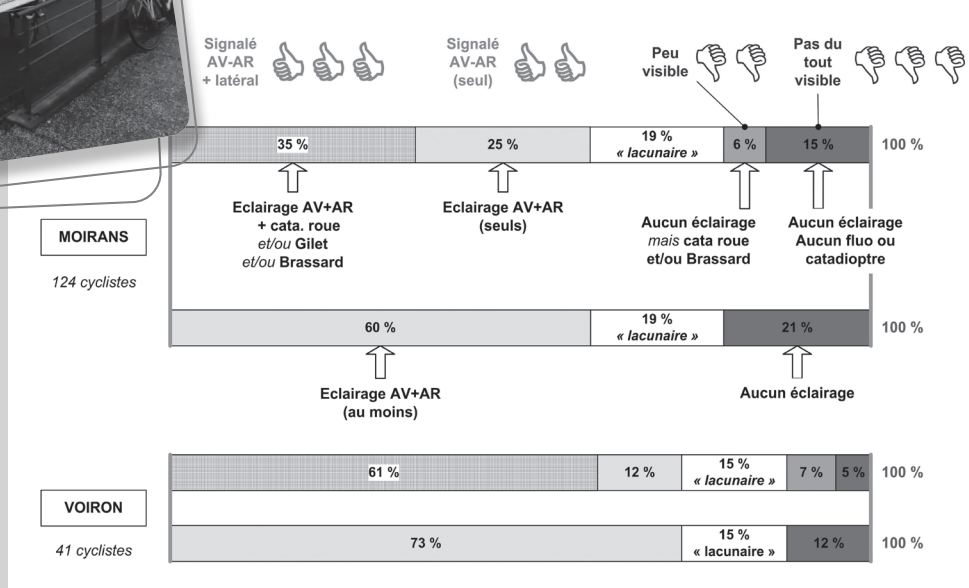 Signalé
AV-AR
+ latéral
Signalé
AV-AR
(seul)
Peu
visible
Pas du
tout
visible
35 %
25 %
19 %
« lacunaire »
6 %
15 %
100 %
Eclairage AV+AR
+ cata. roue
et/ou Gilet
et/ou Brassard
Eclairage AV+AR
(seuls)
Aucun éclairage
mais cata roue
et/ou Brassard
Aucun éclairage
Aucun fluo ou
catadioptre
MOIRANS
124 cyclistes
60 %
19 %
« lacunaire »
21 %
100 %
Eclairage AV+AR
(au moins)
Aucun éclairage
61 %
12 %
15 %
« lacunaire »
7 %
5 %
100 %
VOIRON
41 cyclistes
73 %
15 %
« lacunaire »
12 %
100 %